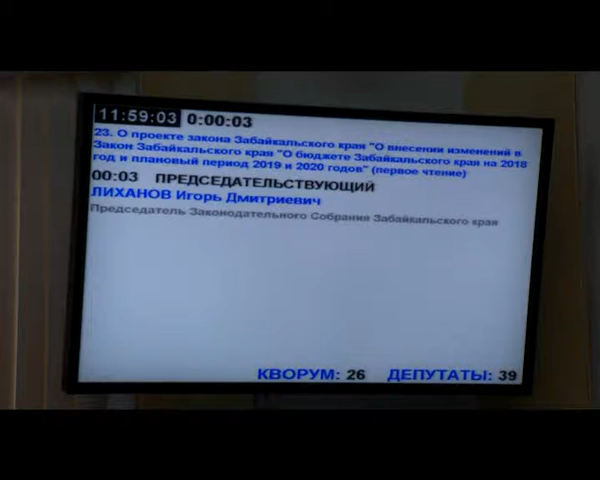 11:59:03 0:00:03
23. О проекте закона Забайкальского края "О внесении изменений в
Закон Забайкальского края "О бюджете Забайкальского края на 2018
год и плановый период 2019 и 2020 годов" (первое чтение)
00:03 ПРЕДСЕДАТЕЛЬСТВУЮЩИЙ
ЛИХАНОВ Игорь Дмитриевич
Председатель Законодательного Собрания Забайкальского края
КВОРУМ: 26 ДЕПУТАТЫ: 39